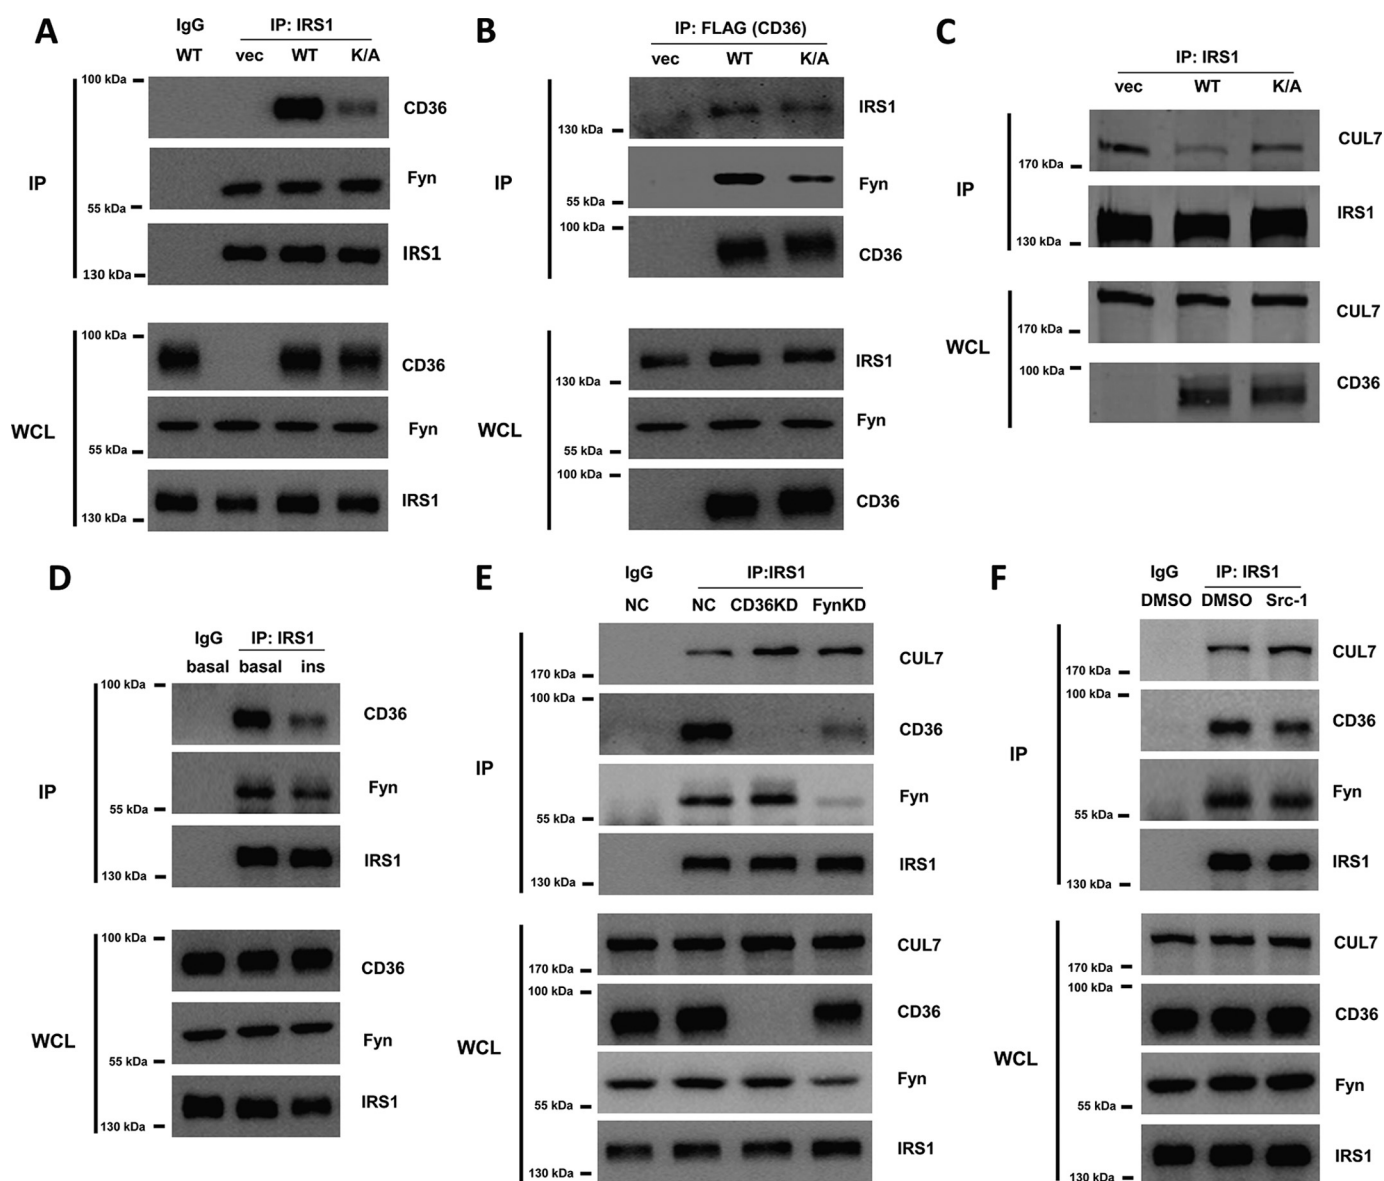 A
IgG IP: IRS1
WT vec WT K/A
IP
100 kDa
CD36
Fyn
55 kDa
IRS1
130 kDa
WCL
100 kDa
CD36
Fyn
55 kDa
IRS1
130 kDa
B
IP: FLAG (CD36)
vec WT K/A
IP
IRS1
130 kDa
Fyn
55 kDa
100 kDa
CD36
WCL
IRS1
130 kDa
Fyn
55 kDa
100 kDa
CD36
C
IP: IRS1
vec WT K/A
IP
CUL7
170 kDa
IRS1
130 kDa
WCL
CUL7
170 kDa
100 kDa
CD36
D
IgG IP: IRS1
basal basal ins
IP
100 kDa
CD36
Fyn
55 kDa
IRS1
130 kDa
WCL
100 kDa
CD36
Fyn
55 kDa
IRS1
130 kDa
E
IgG IP:IRS1
NC NC CD36KD FynKD
IP
CUL7
170 kDa
100 kDa
CD36
Fyn
55 kDa
IRS1
130 kDa
WCL
CUL7
170 kDa
100 kDa
CD36
Fyn
55 kDa
IRS1
130 kDa
F
IgG IP: IRS1
DMSO DMSO Src-1
IP
CUL7
170 kDa
100 kDa
CD36
Fyn
55 kDa
IRS1
130 kDa
WCL
CUL7
170 kDa
100 kDa
CD36
Fyn
55 kDa
IRS1
130 kDa